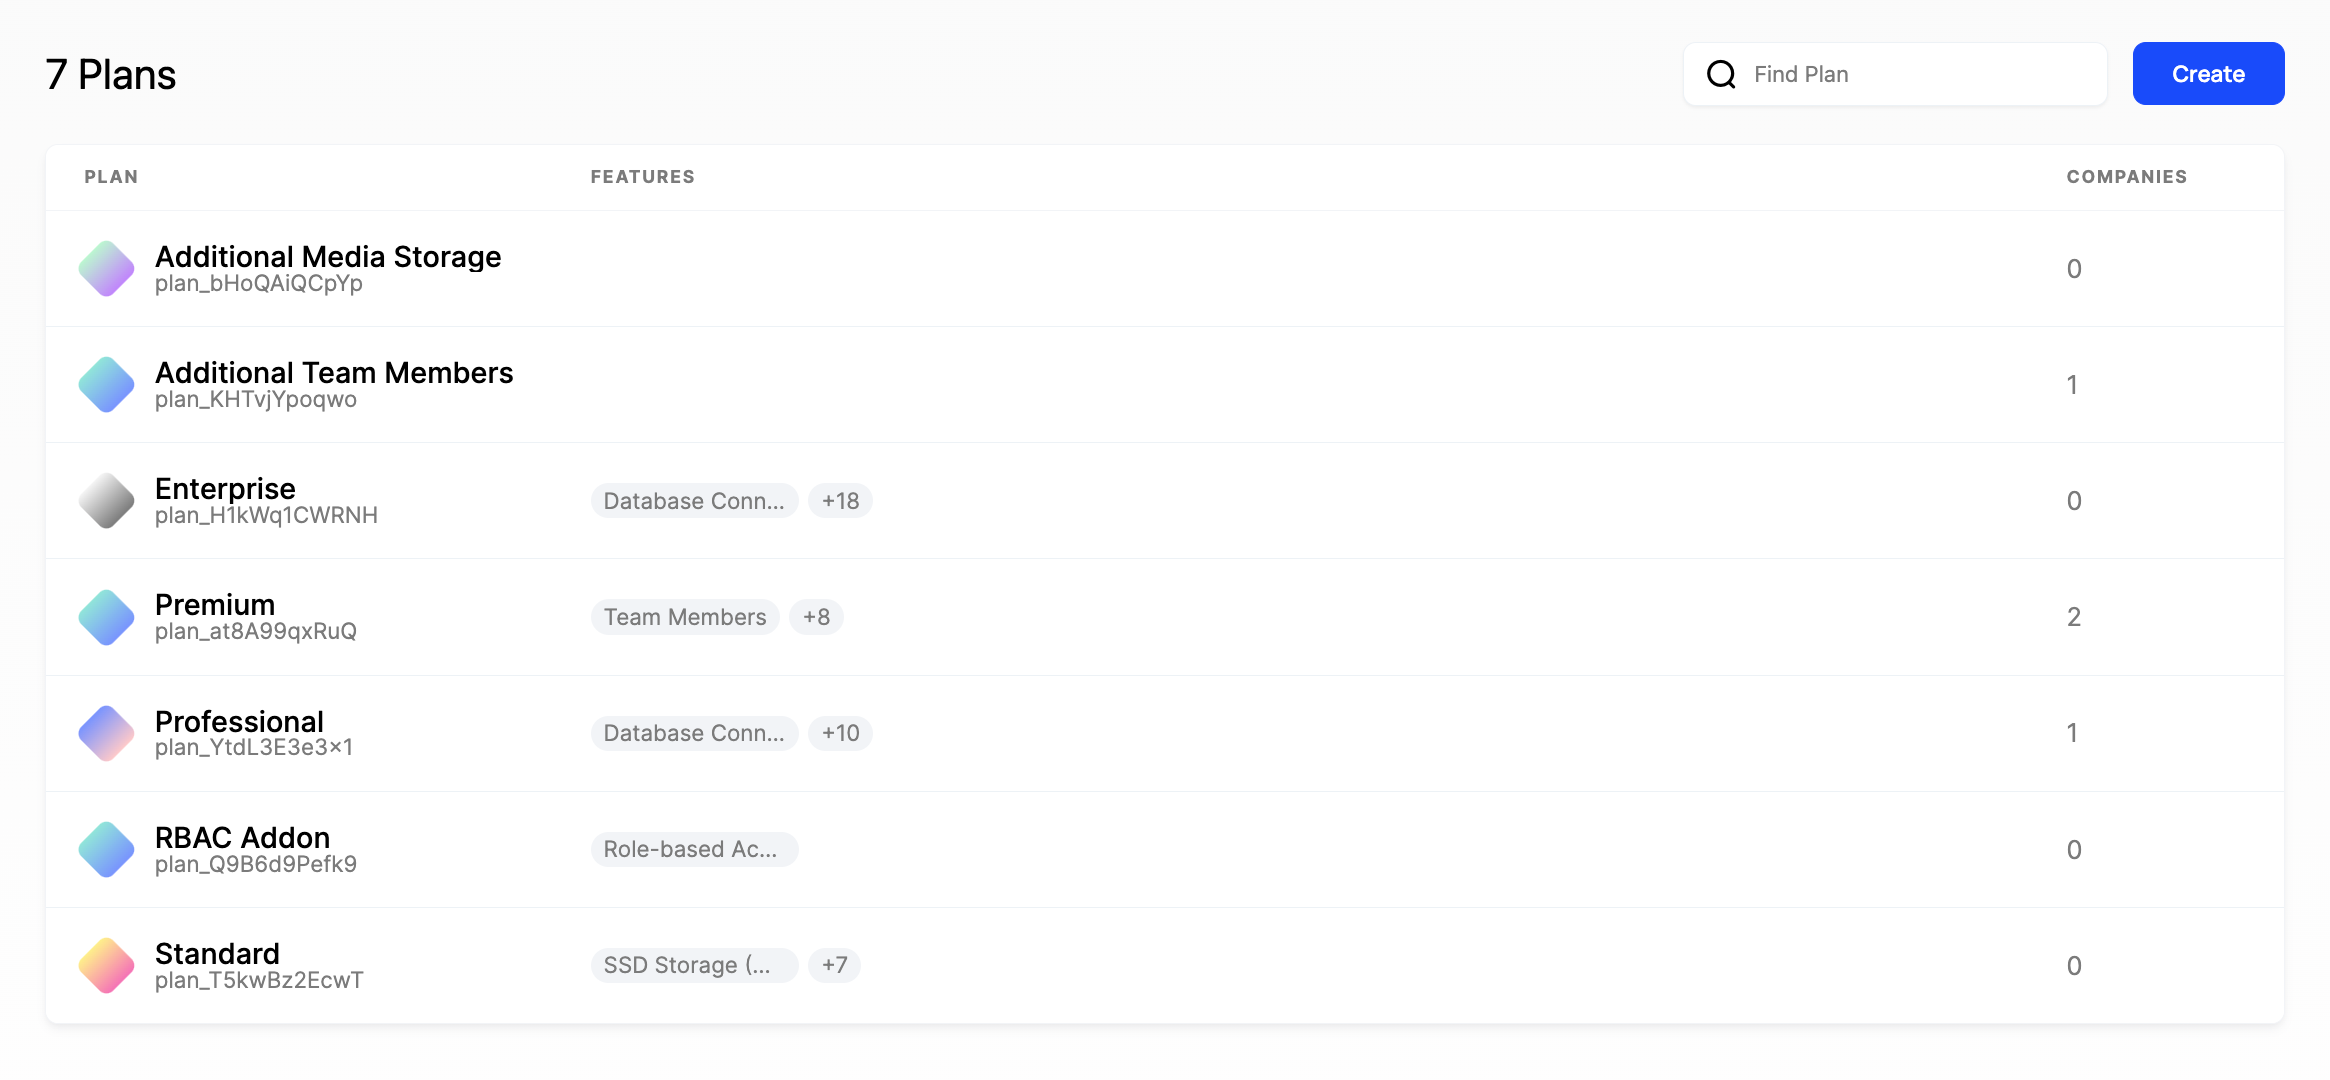 7 Plans
Find Plan
Create
PLAN FEATURES COMPANIES
Additional Media Storage
plan_bHoQAiQCpYp
0
Additional Team Members
plan_KHTvjYpoqwo
1
Enterprise
plan_H1kWq1CWRNH
Database Conn... +18
0
Premium
plan_at8A99qxRuQ
Team Members +8
2
Professional
plan_YtdL3E3e3x1
Database Conn... +10
1
RBAC Addon
plan_Q9B6d9Pefk9
Role-based Ac...
0
Standard
plan_T5kwBz2EcwT
SSD Storage (... +7
0